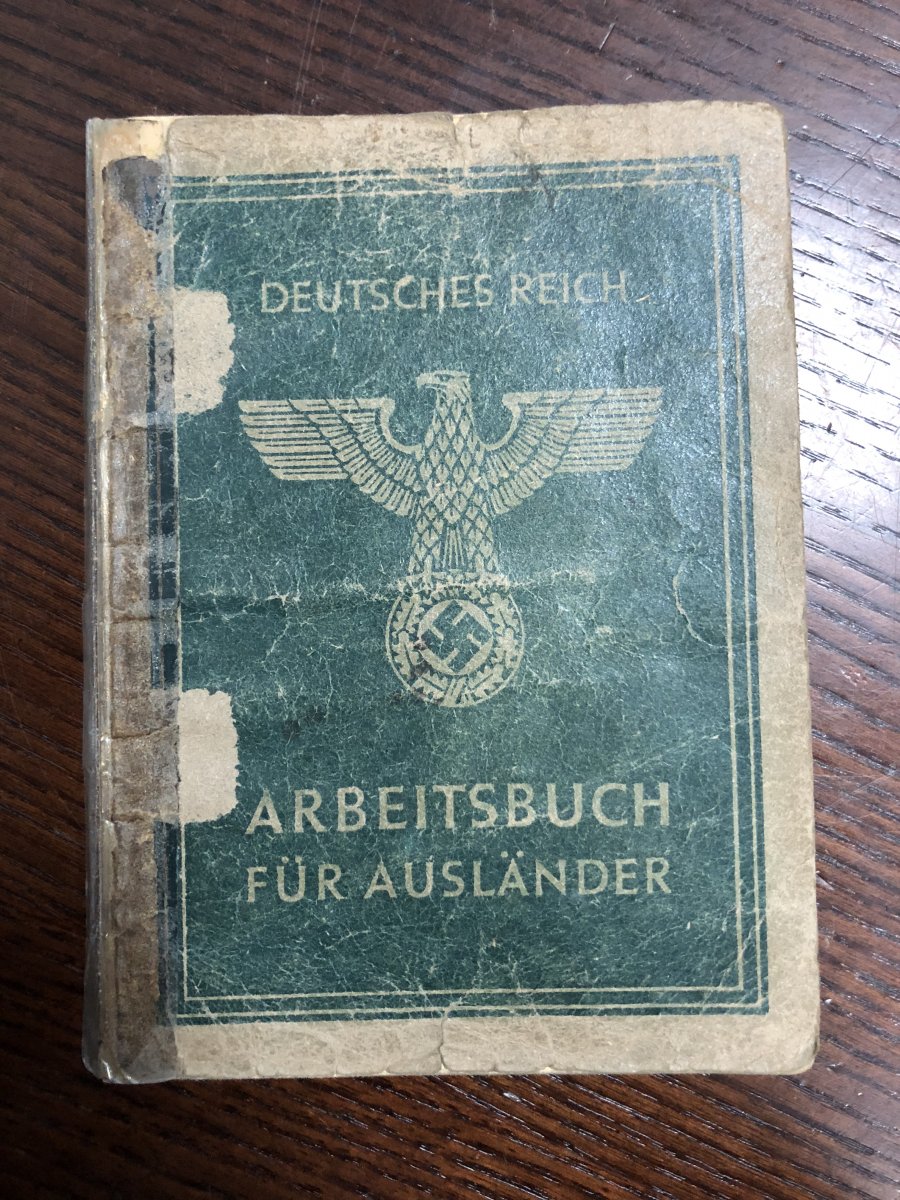 DEUTSCHES REICH
ARBEITSBUCH
FÜR AUSLÄNDER